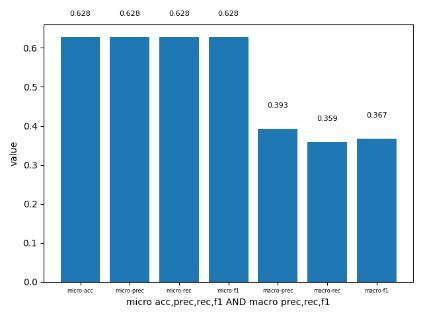 0.628 0.628 0.628 0.628
0.393 0.359 0.367
value
0.6
0.5
0.4
0.3
0.2
0.1
0.0
micro-acc micro-prec micro-rec micro-f1 macro-prec macro-rec macro-f1
micro acc,prec,rec,f1 AND macro prec,rec,f1